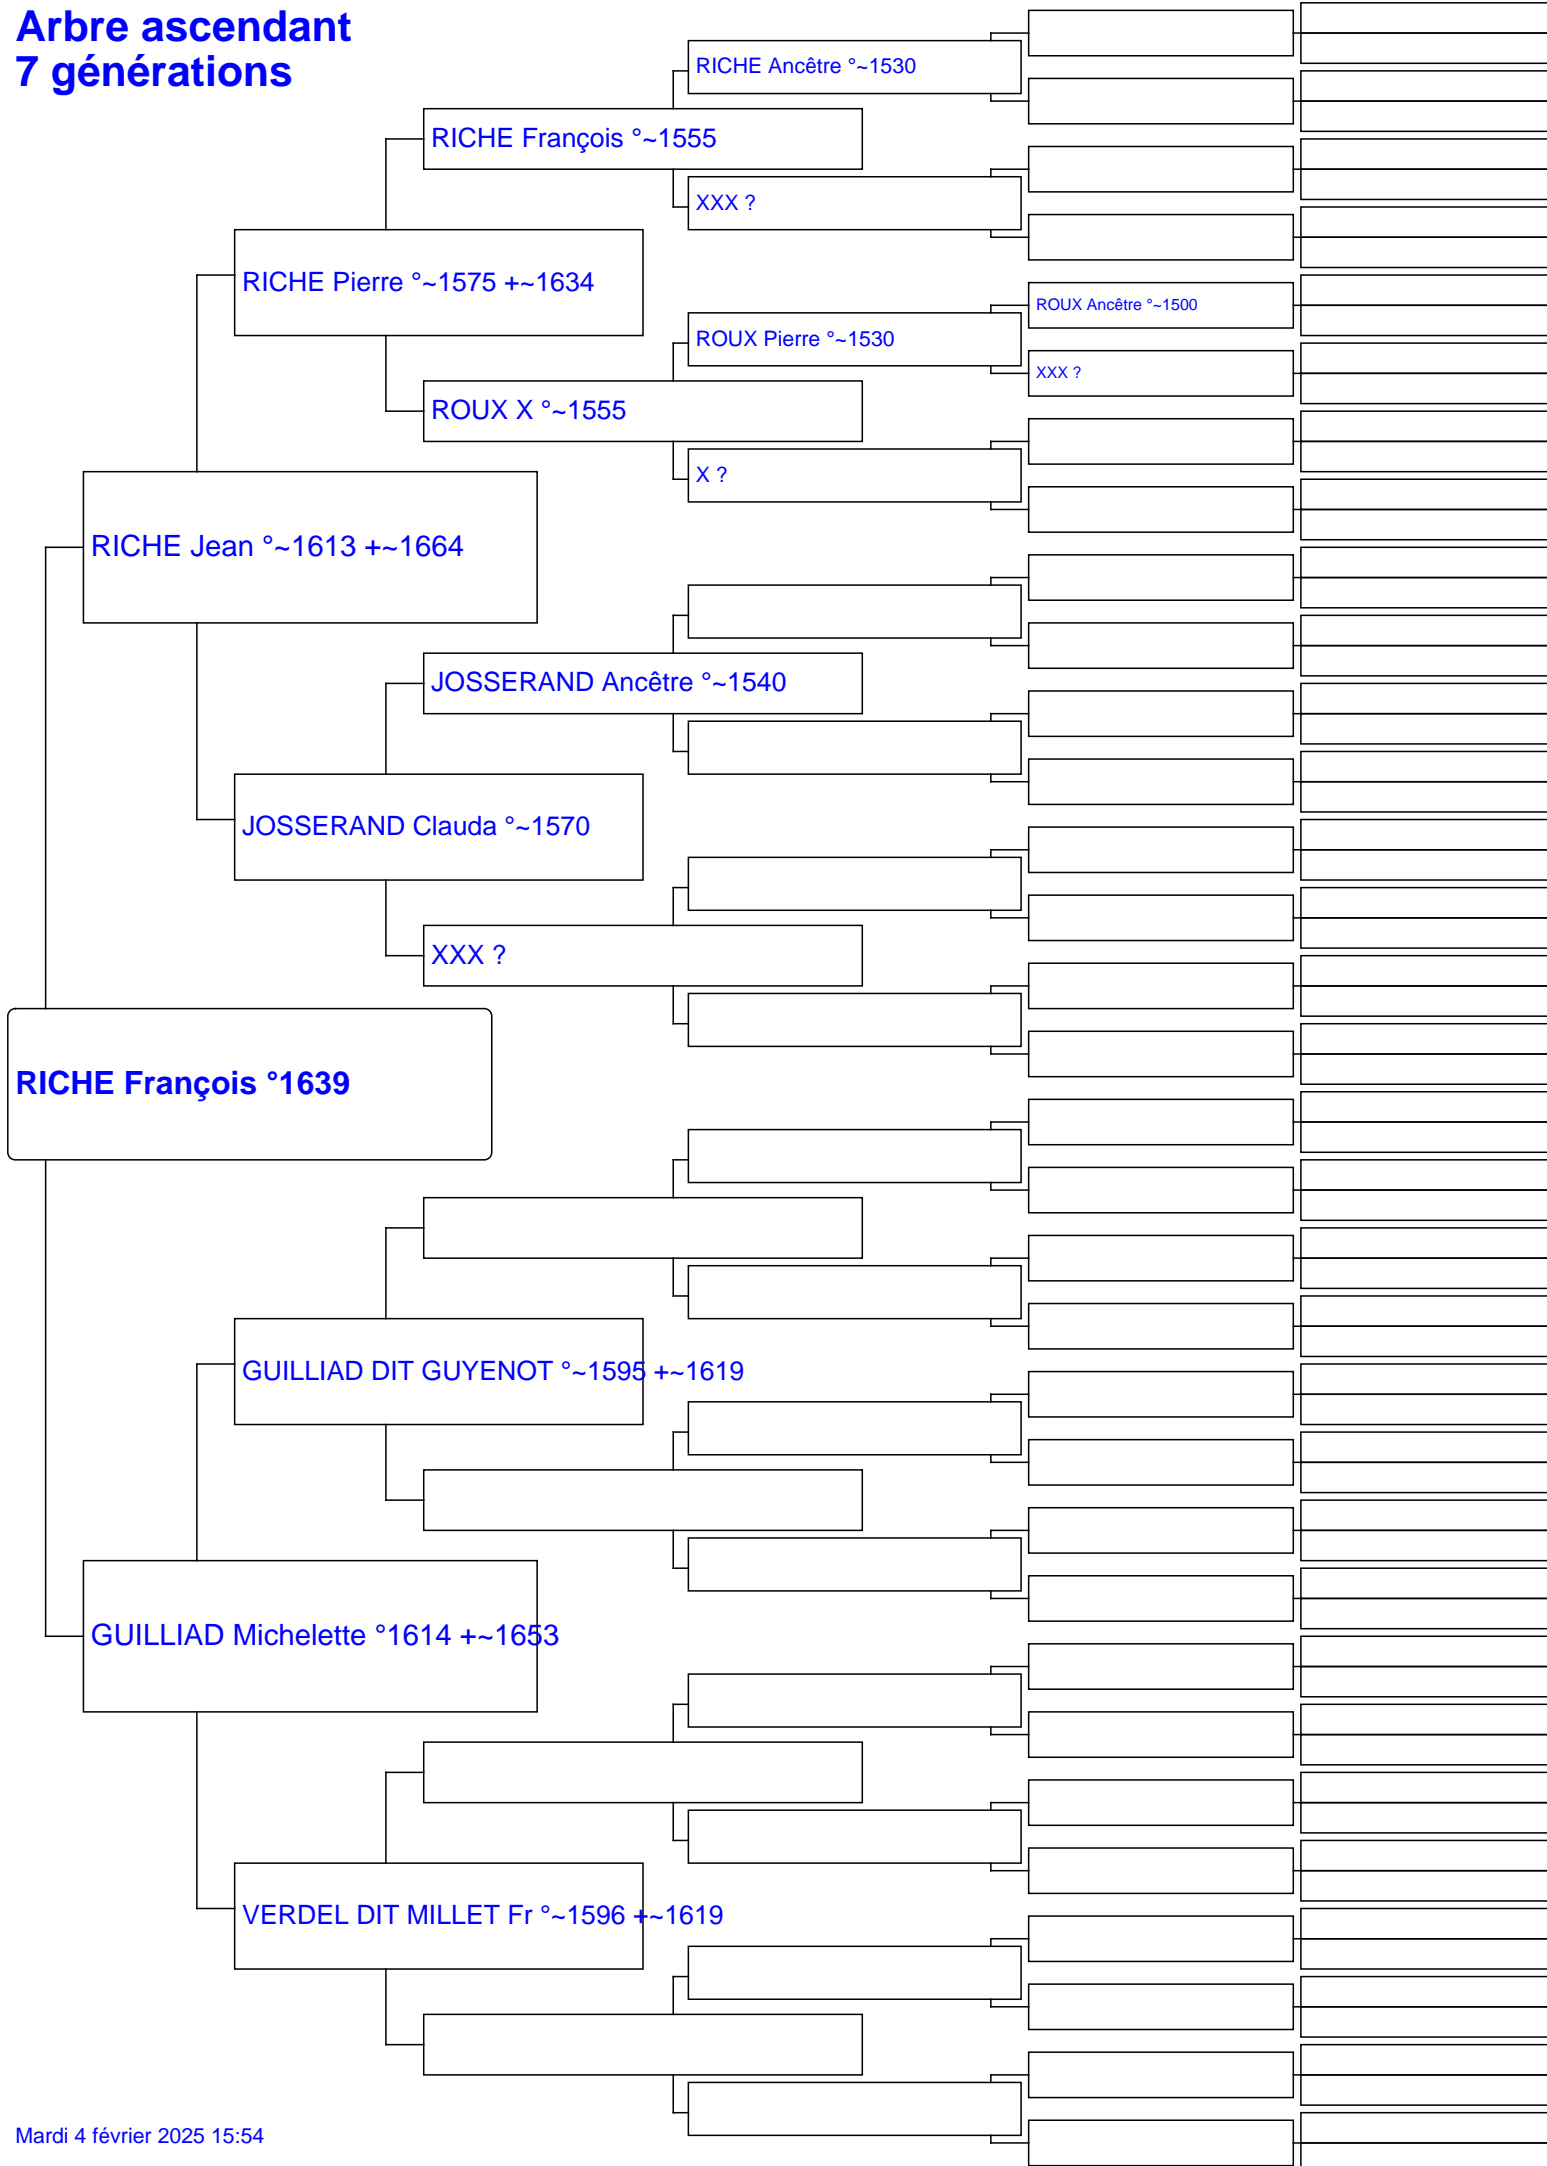 Arbre ascendant
7 générations
RICHE Ancêtre °~1530
RICHE François °~1555
XXX ?
RICHE Pierre °~1575 +~1634
ROUX Ancêtre °~1500
ROUX Pierre °~1530
XXX ?
ROUX X °~1555
X ?
RICHE Jean °~1613 +~1664
JOSSERAND Ancêtre °~1540
JOSSERAND Clauda °~1570
XXX ?
RICHE François °1639
GUILLIAD DIT GUYENOT °~1595 +~1619
GUILLIAD Michelette °1614 +~1653
VERDEL DIT MILLET Fr °~1596 +~1619
Mardi 4 février 2025 15:54